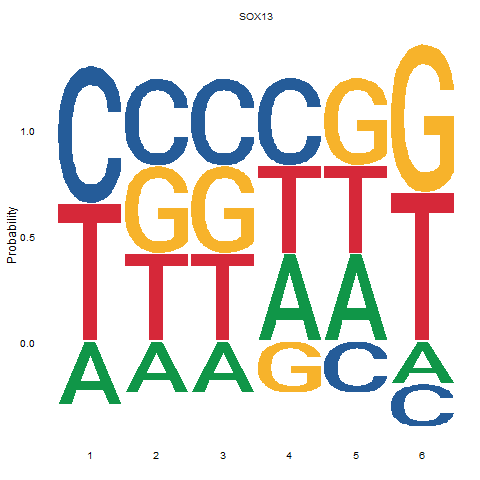 SOX13
Probability
1.0
0.5
0.0
C C C C G G
G G T T T
T T T A A
A A A G C A
C
1 2 3 4 5 6